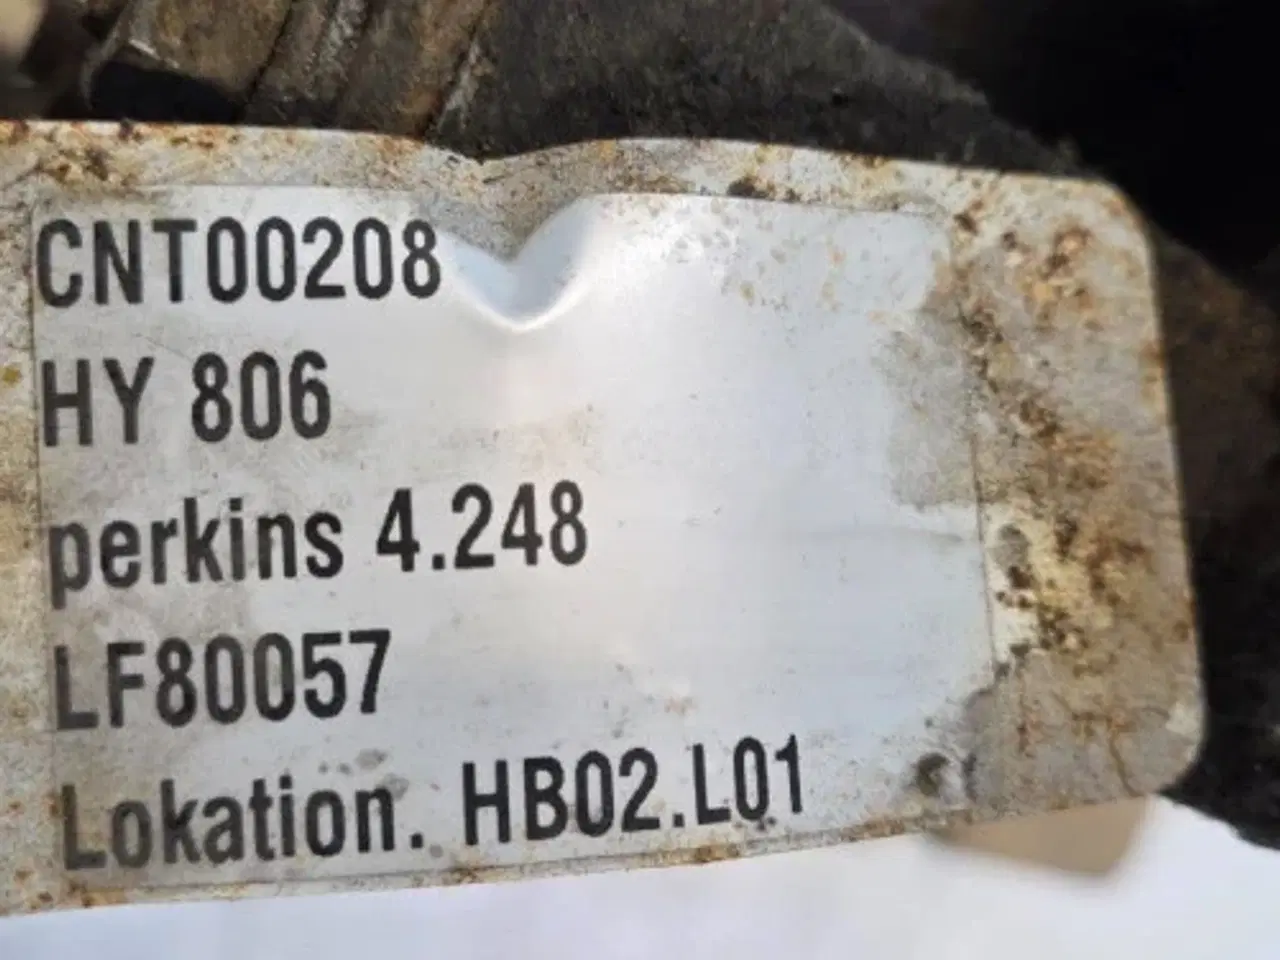 CNT00208
HY 806
perkins 4.248
LF80057
Lokation. HB02.L01